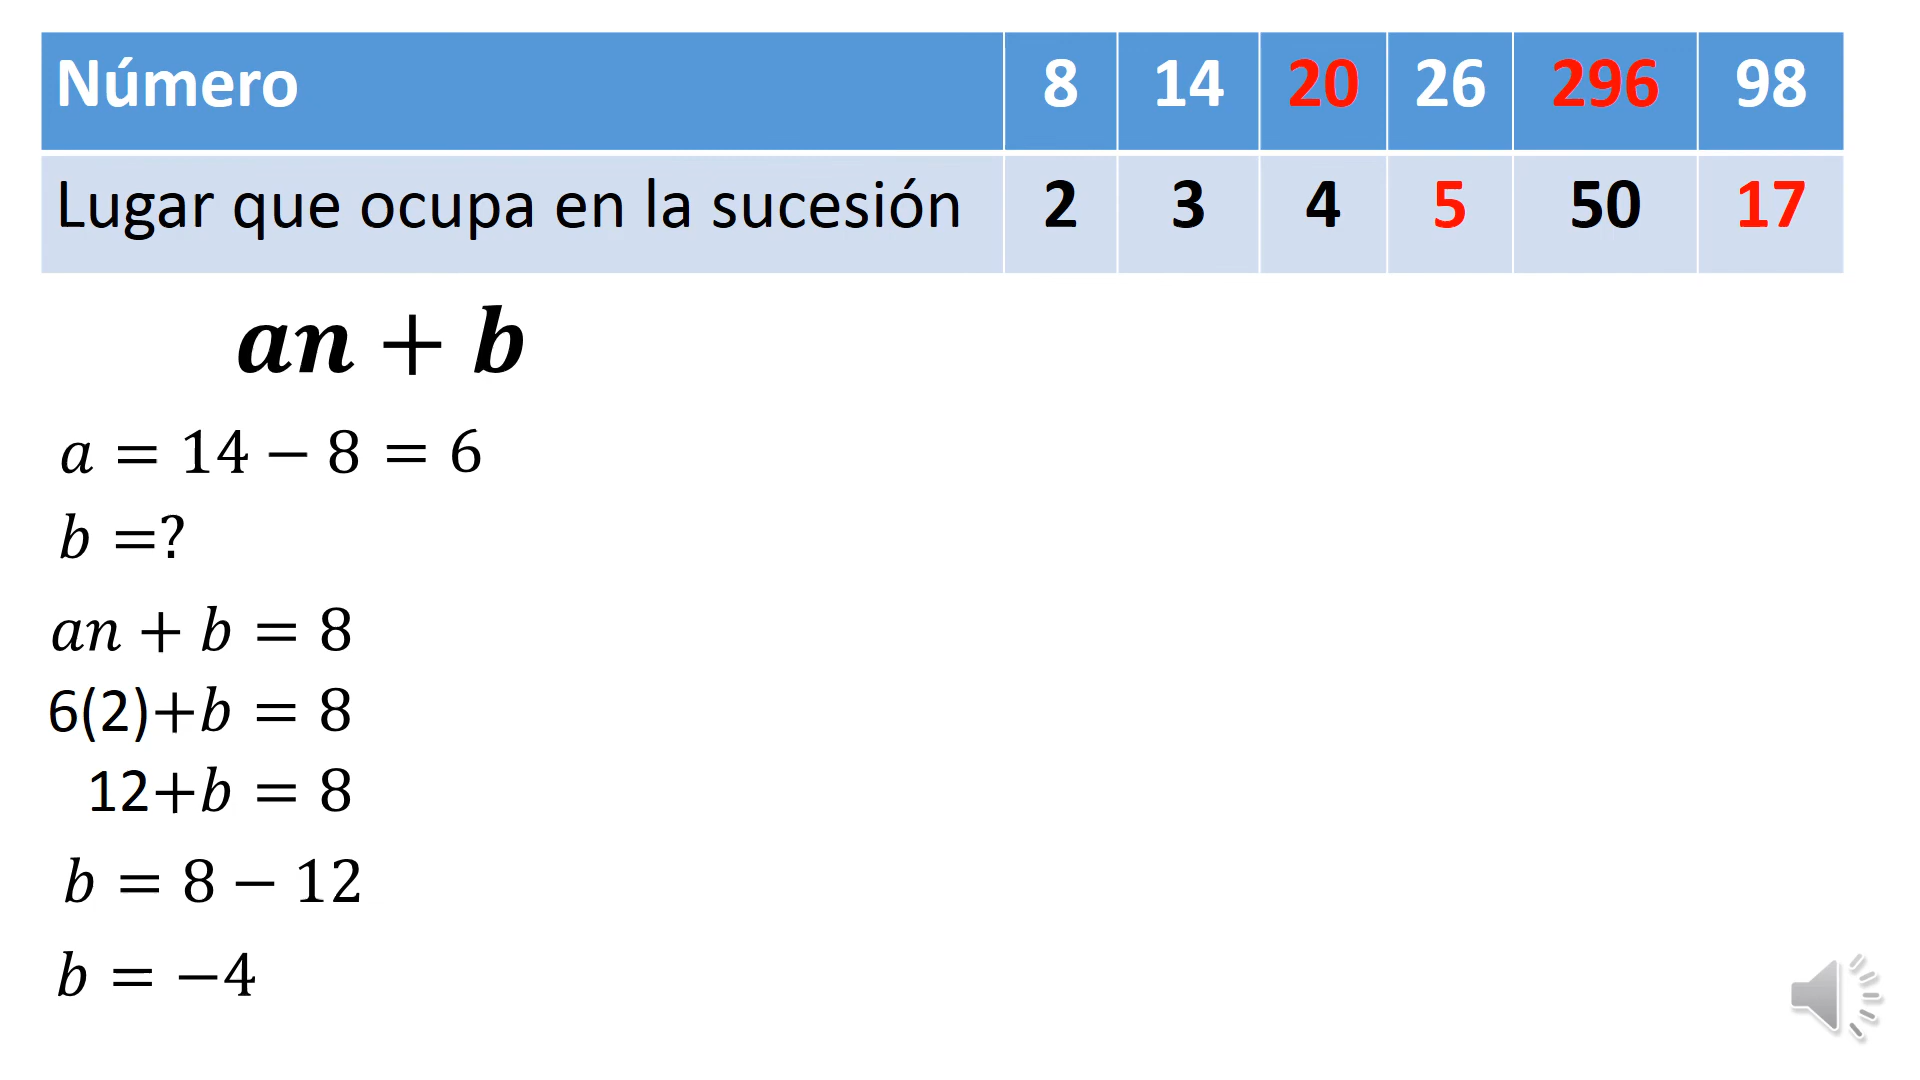 Número 8 14 20 26 296 98
Lugar que ocupa en la sucesión 2 3 4 5 50 17
an + b
a = 14 − 8 = 6
b =?
an + b = 8
6(2)+b = 8
12+b = 8
b = 8 − 12
b = −4